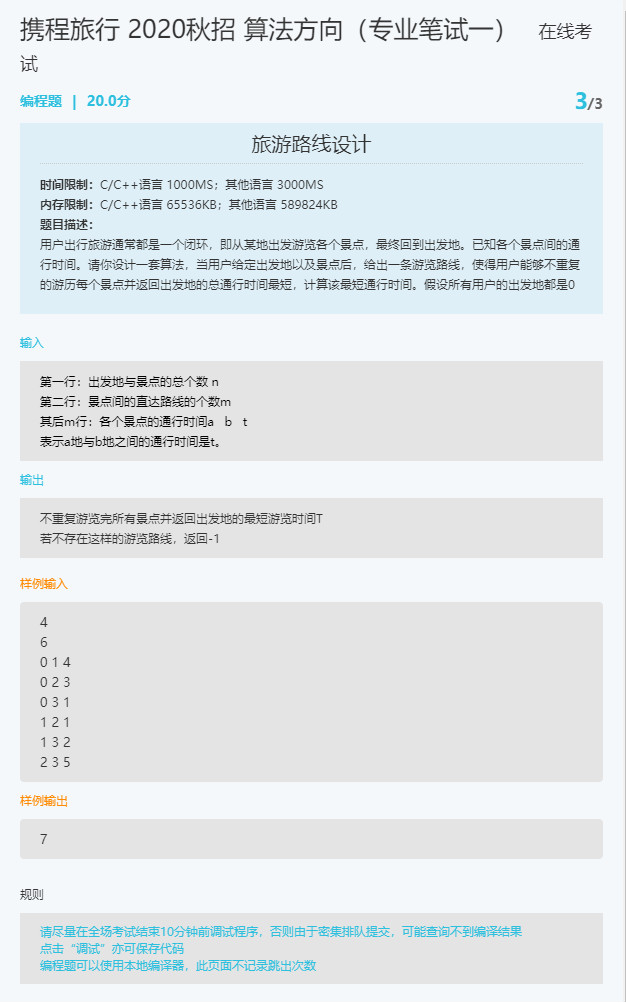 携程旅行 2020秋招 算法方向（专业笔试一） 在线考
试
编程题 | 20.0分 3/3
旅游路线设计
时间限制：C/C++语言 1000MS；其他语言 3000MS
内存限制：C/C++语言 65536KB；其他语言 589824KB
题目描述：
用户出行旅游通常都是一个闭环，即从某地出发游览各个景点，最终回到出发地。已知各个景点间的通
行时间。请你设计一套算法，当用户给定出发地以及景点后，给出一条游览路线，使得用户能够不重复
的游历每个景点并返回出发地的总通行时间最短，计算该最短通行时间。假设所有用户的出发地都是0
输入
第一行：出发地与景点的总个数 n
第二行：景点间的直达路线的个数m
其后m行：各个景点的通行时间a b t
表示a地与b地之间的通行时间是t。
输出
不重复游览完所有景点并返回出发地的最短游览时间T
若不存在这样的游览路线，返回-1
样例输入
4
6
0 1 4
0 2 3
0 3 1
1 2 1
1 3 2
2 3 5
样例输出
7
规则
请尽量在全场考试结束10分钟前调试程序，否则由于密集排队提交，可能查询不到编译结果
点击“调试”亦可保存代码
编程题可以使用本地编译器，此页面不记录跳出次数